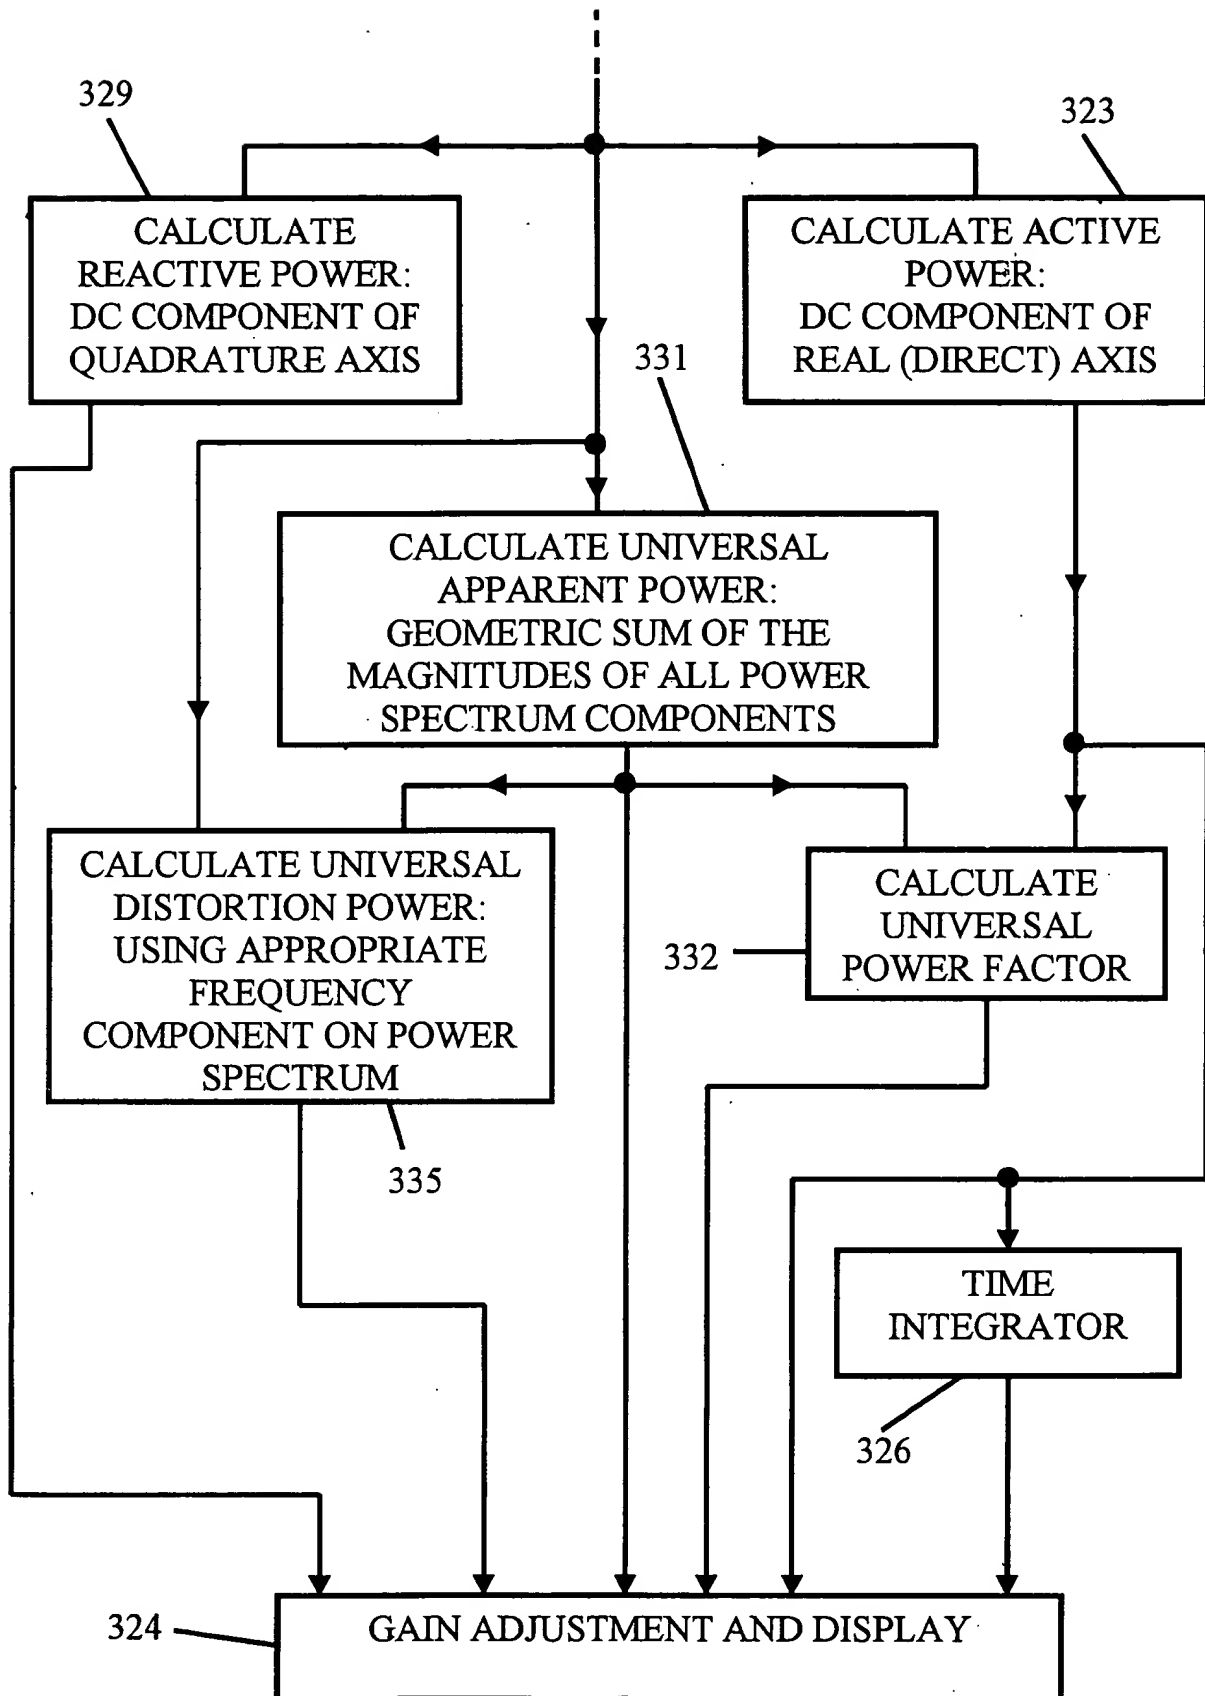 329
323
CALCULATE
REACTIVE POWER:
DC COMPONENT OF
QUADRATURE AXIS
CALCULATE ACTIVE
POWER:
DC COMPONENT OF
REAL (DIRECT) AXIS
331
CALCULATE UNIVERSAL
APPARENT POWER:
GEOMETRIC SUM OF THE
MAGNITUDES OF ALL POWER
SPECTRUM COMPONENTS
CALCULATE UNIVERSAL
DISTORTION POWER:
USING APPROPRIATE
FREQUENCY
COMPONENT ON POWER
SPECTRUM
335
332
CALCULATE
UNIVERSAL
POWER FACTOR
TIME
INTEGRATOR
326
324
GAIN ADJUSTMENT AND DISPLAY